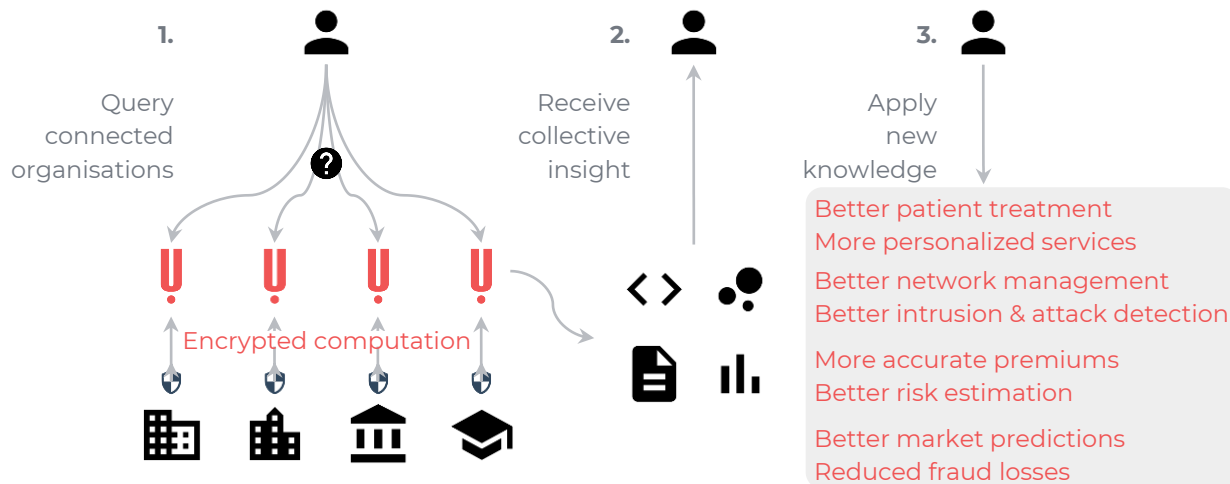 1.
Query
connected
organisations
?
Encrypted computation
2.
Receive
collective
insight
3.
Apply
new
knowledge
Better patient treatment
More personalized services
Better network management
Better intrusion & attack detection
More accurate premiums
Better risk estimation
Better market predictions
Reduced fraud losses